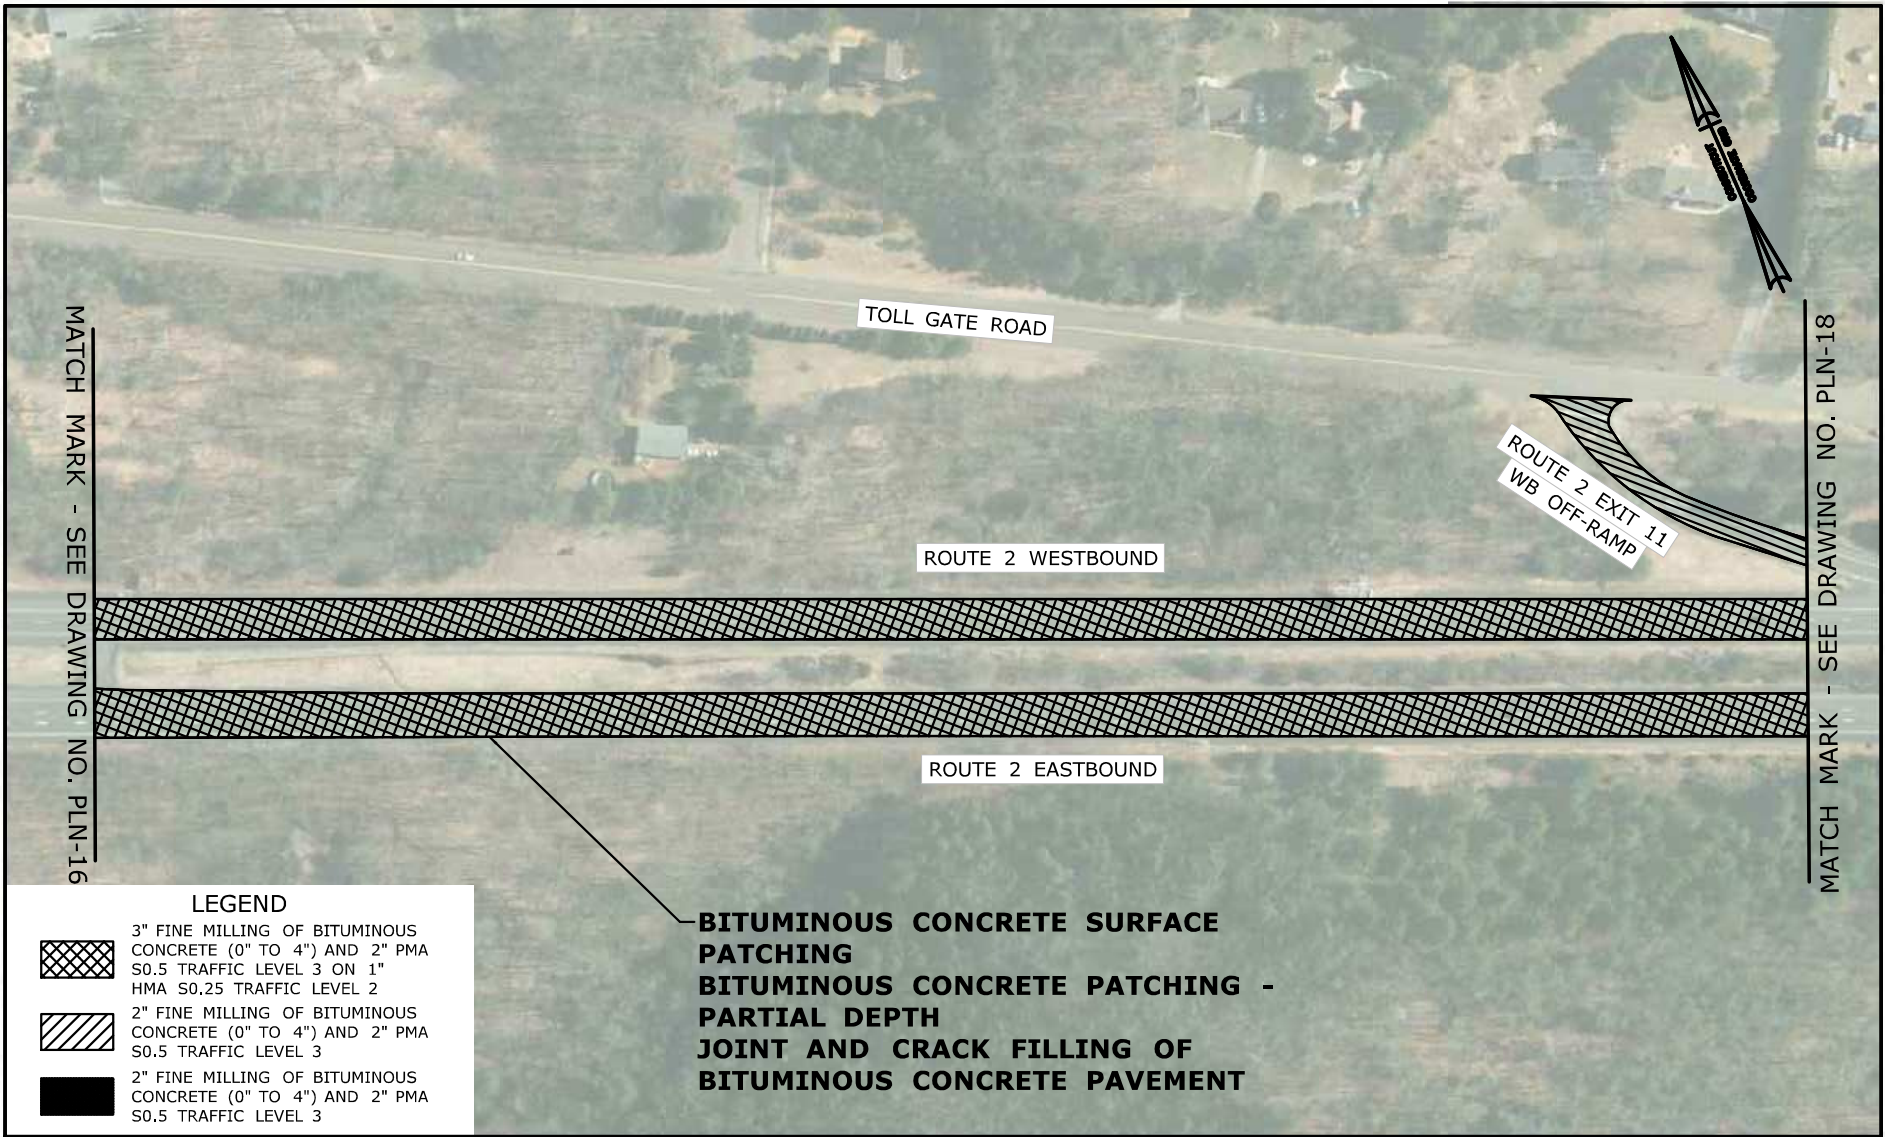 CONNECTICUT
COORDINATE GRID
TOLL GATE ROAD
MATCH MARK - SEE DRAWING NO. PLN-16
MATCH MARK - SEE DRAWING NO. PLN-18
ROUTE 2 EXIT 11
WB OFF-RAMP
ROUTE 2 WESTBOUND
ROUTE 2 EASTBOUND
BITUMINOUS CONCRETE SURFACE
PATCHING
BITUMINOUS CONCRETE PATCHING -
PARTIAL DEPTH
JOINT AND CRACK FILLING OF
BITUMINOUS CONCRETE PAVEMENT
LEGEND
3" FINE MILLING OF BITUMINOUS
CONCRETE (0" TO 4") AND 2" PMA
S0.5 TRAFFIC LEVEL 3 ON 1"
HMA S0.25 TRAFFIC LEVEL 2
2" FINE MILLING OF BITUMINOUS
CONCRETE (0" TO 4") AND 2" PMA
S0.5 TRAFFIC LEVEL 3
2" FINE MILLING OF BITUMINOUS
CONCRETE (0" TO 4") AND 2" PMA
S0.5 TRAFFIC LEVEL 3